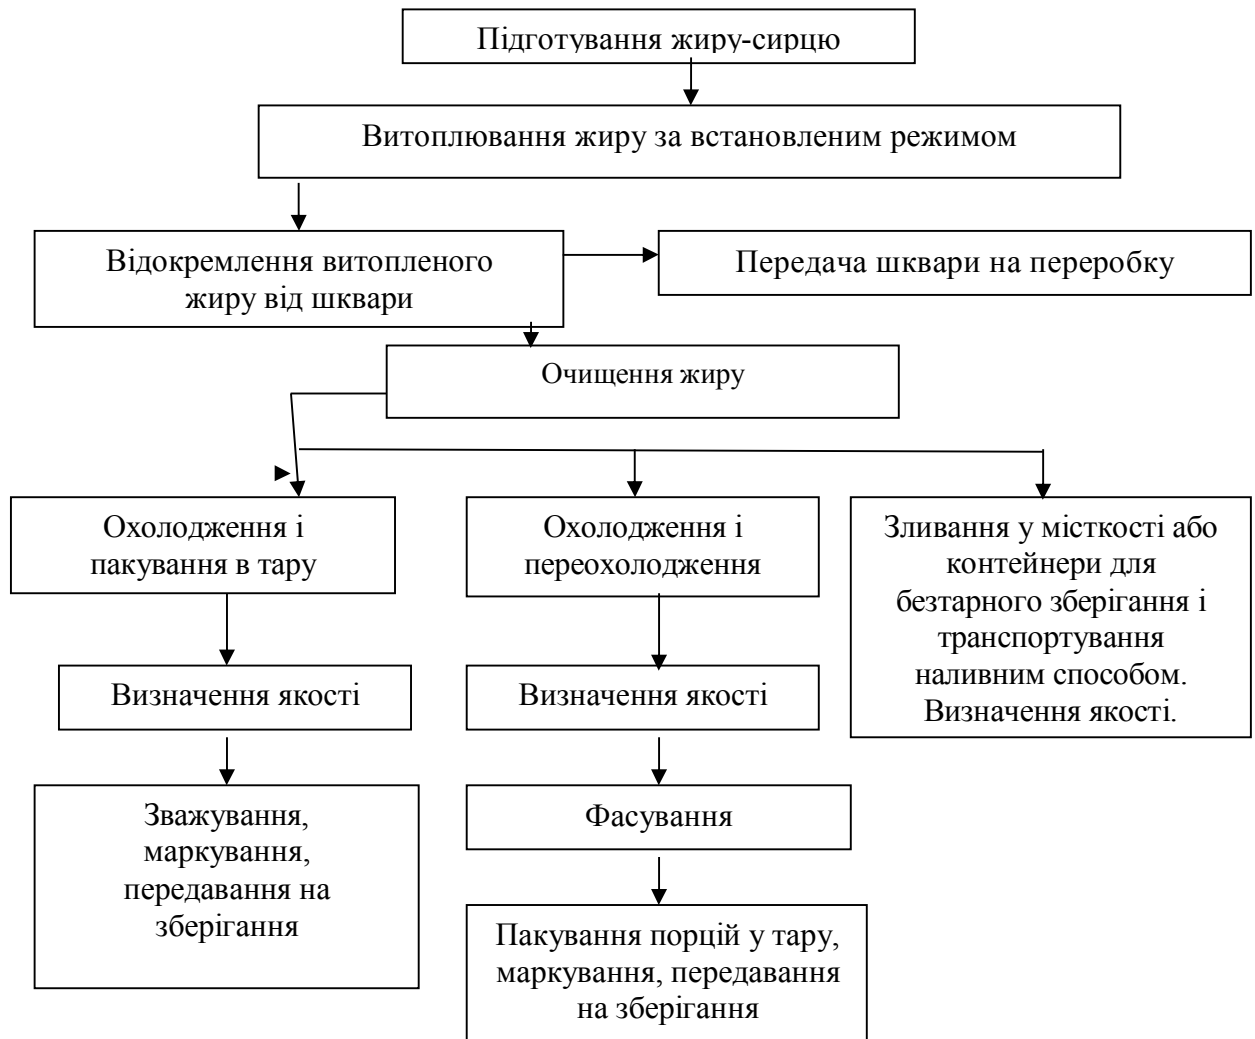 Підготування жиру-сирцю
Витоплювання жиру за встановленим режимом
Відокремлення витопленого
жиру від шквари
Передача шквари на переробку
Очищення жиру
Охолодження і
пакування в тару
Охолодження і
переохолодження
Зливання у місткості або
контейнери для
безтарного зберігання і
транспортування
наливним способом.
Визначення якості.
Визначення якості
Визначення якості
Зважування,
маркування,
передавання на
зберігання
Фасування
Пакування порцій у тару,
маркування, передавання
на зберігання